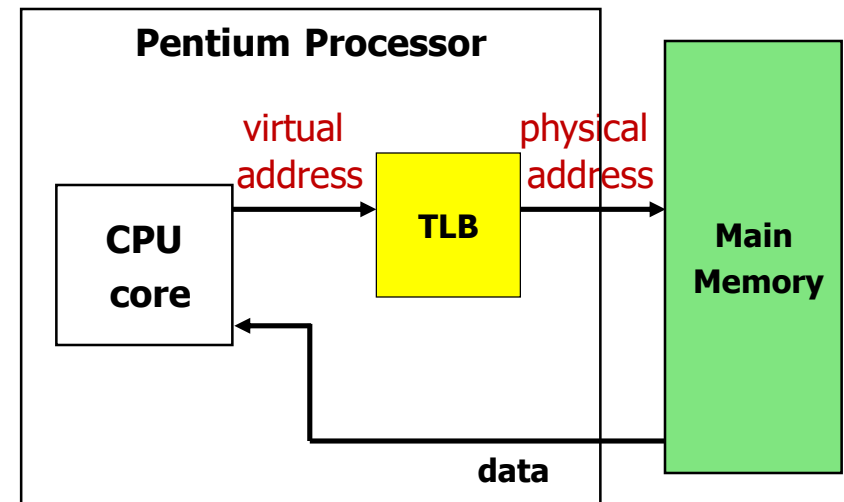 Pentium Processor
virtual
address
physical
address
CPU
core
TLB
Main
Memory
data